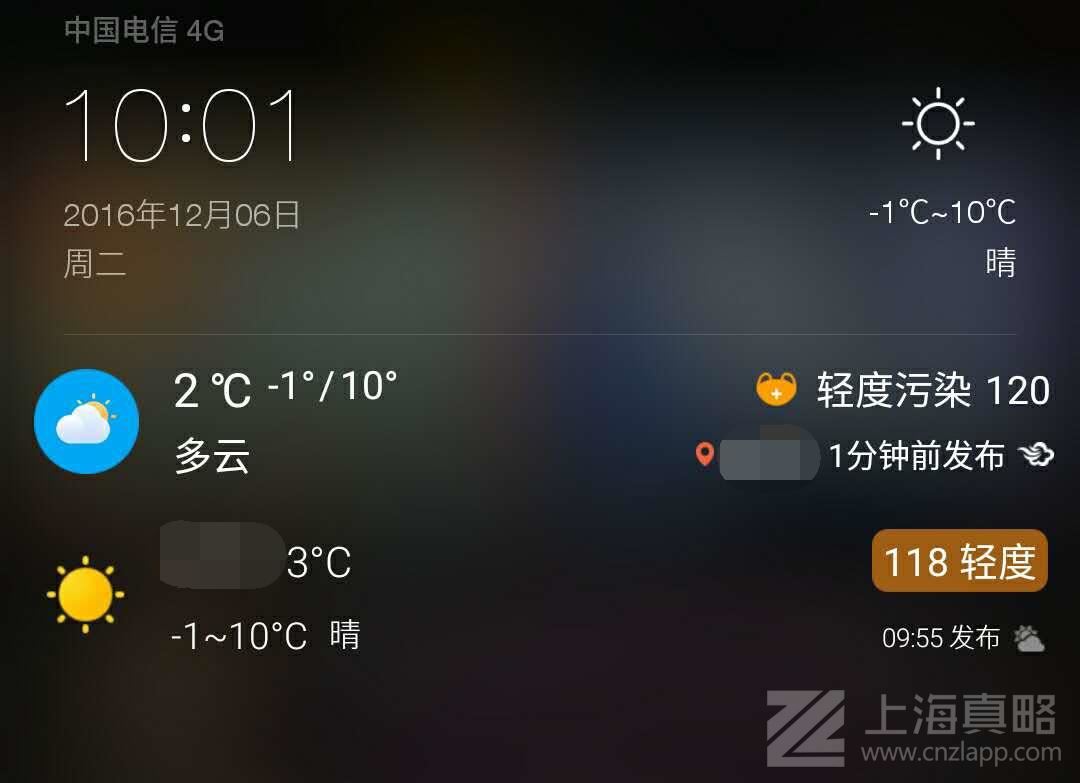 中国电信 4G
10:01
2016年12月06日
周二
-1℃~10℃
晴
2 ℃ -1°/10°
多云
轻度污染 120
1分钟前发布
3°C
-1~10°C 晴
118 轻度
09:55 发布
上海真略
www.cnzlapp.com